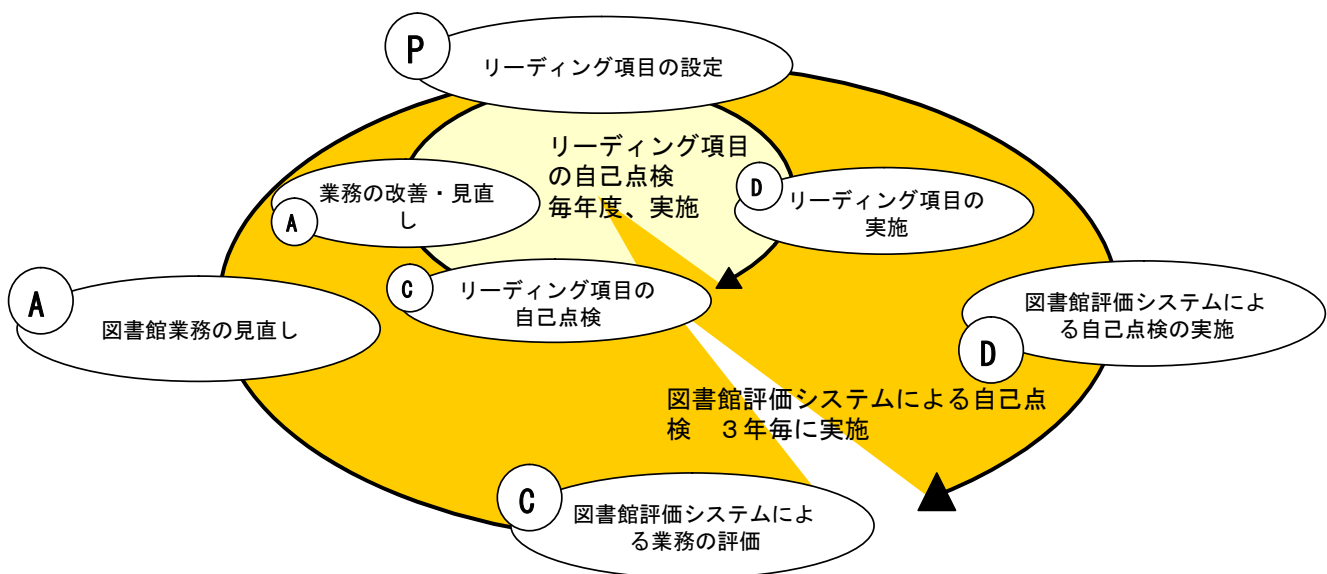 P
リーディング項目の設定
リーディング項目
の自己点検
毎年度、実施
業務の改善・見直
し
A
D
リーディング項目の
実施
C
リーディング項目の
自己点検
A
図書館業務の見直し
図書館評価システムによ
る自己点検の実施
D
図書館評価システムによる自己点
検　３年毎に実施
C
図書館評価システムによ
る業務の評価